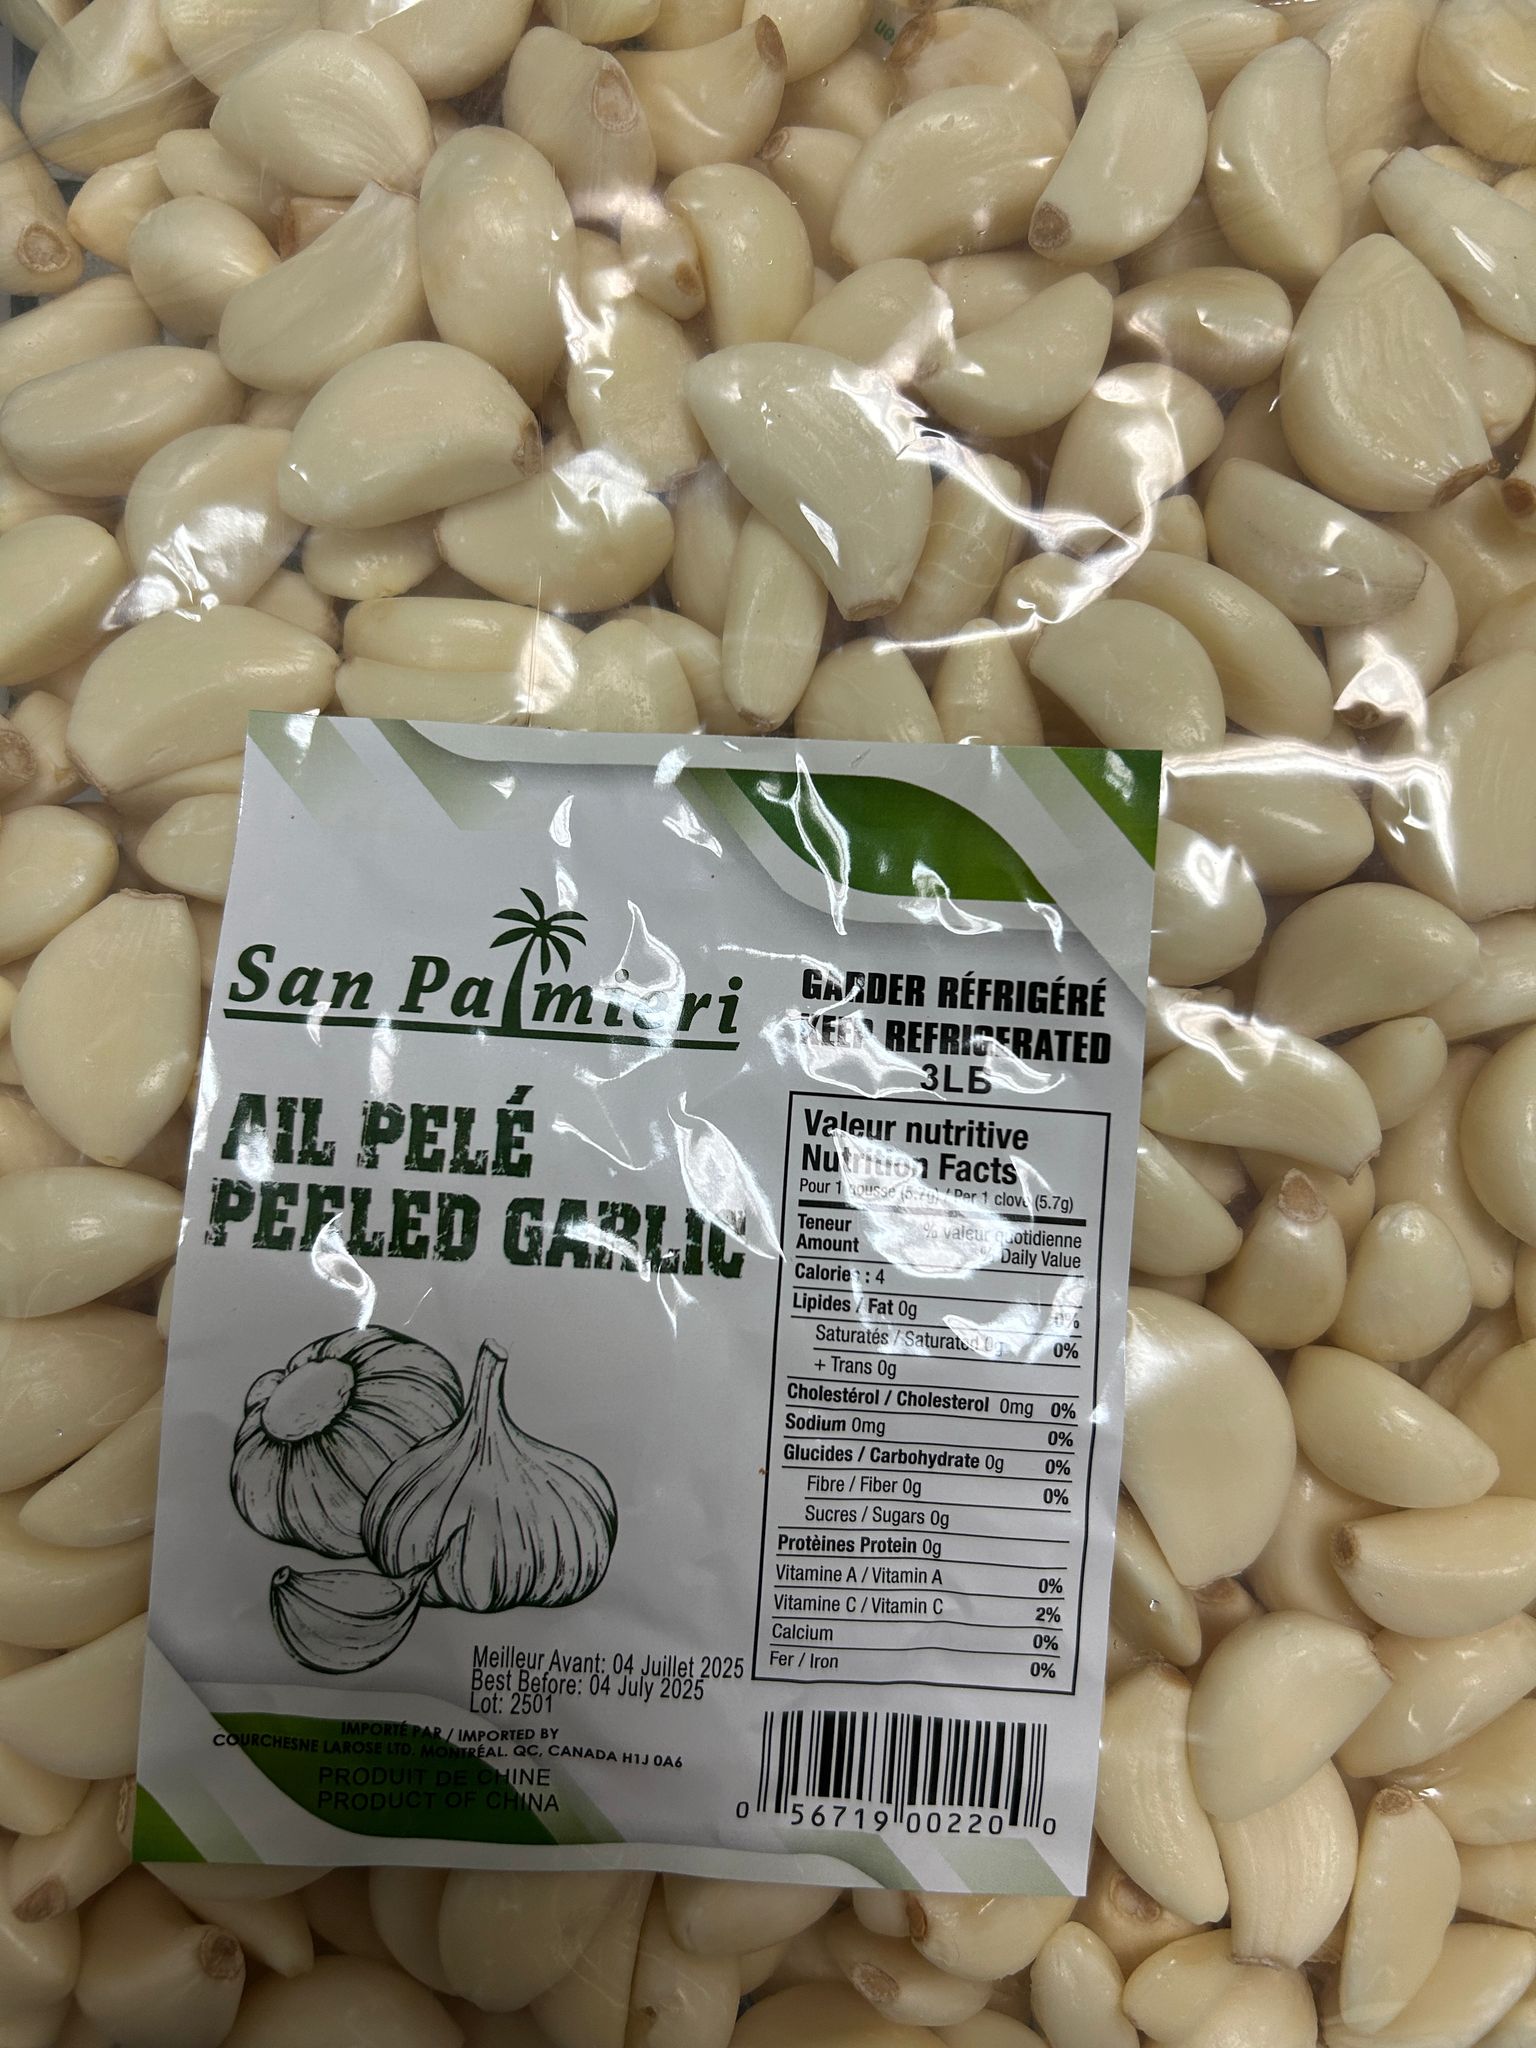 San Palmieri
AIL PELÉ
PEELED GARLIC
GARDER RÉFRIGÉRÉ
KEEP REFRIGERATED
3LB
Valeur nutritive
Nutrition Facts
Pour 1 gousse (5.7g) / Per 1 clove (5.7g)
Teneur % valeur quotidienne
Amount % Daily Value
Calories : 4
Lipides / Fat 0g 0%
Saturatés / Saturated 0g 0%
+ Trans 0g
Cholestérol / Cholesterol 0mg 0%
Sodium 0mg 0%
Glucides / Carbohydrate 0g 0%
Fibre / Fiber 0g 0%
Sucres / Sugars 0g
Protèines Protein 0g
Vitamine A / Vitamin A 0%
Vitamine C / Vitamin C 2%
Calcium 0%
Fer / Iron 0%
Meilleur Avant: 04 Juillet 2025
Best Before: 04 July 2025
Lot: 2501
IMPORTÉ PAR / IMPORTED BY
COURCHESNE LAROSE LTD. MONTRÉAL. QC, CANADA H1J 0A6
PRODUIT DE CHINE
PRODUCT OF CHINA
0 56719 00220 0